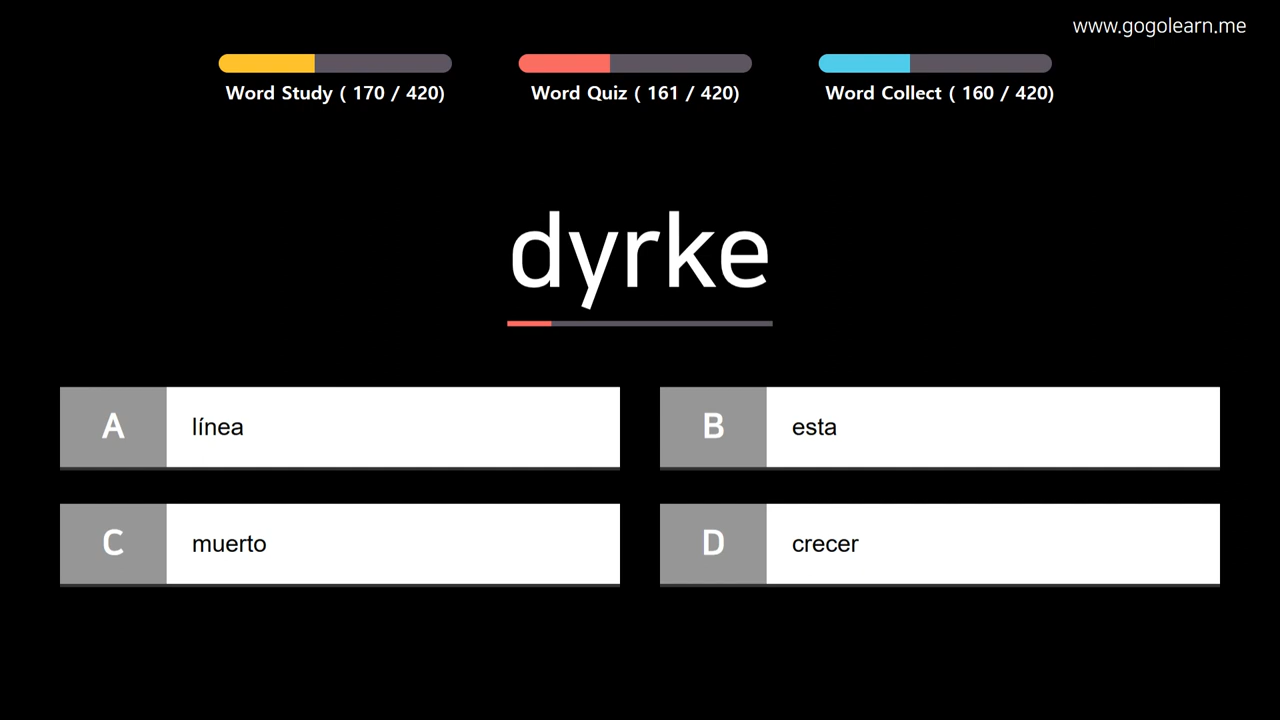 www.gogolearn.me
Word Study ( 170 / 420)
Word Quiz ( 161 / 420)
Word Collect ( 160 / 420)
dyrke
A línea
B esta
C muerto
D crecer